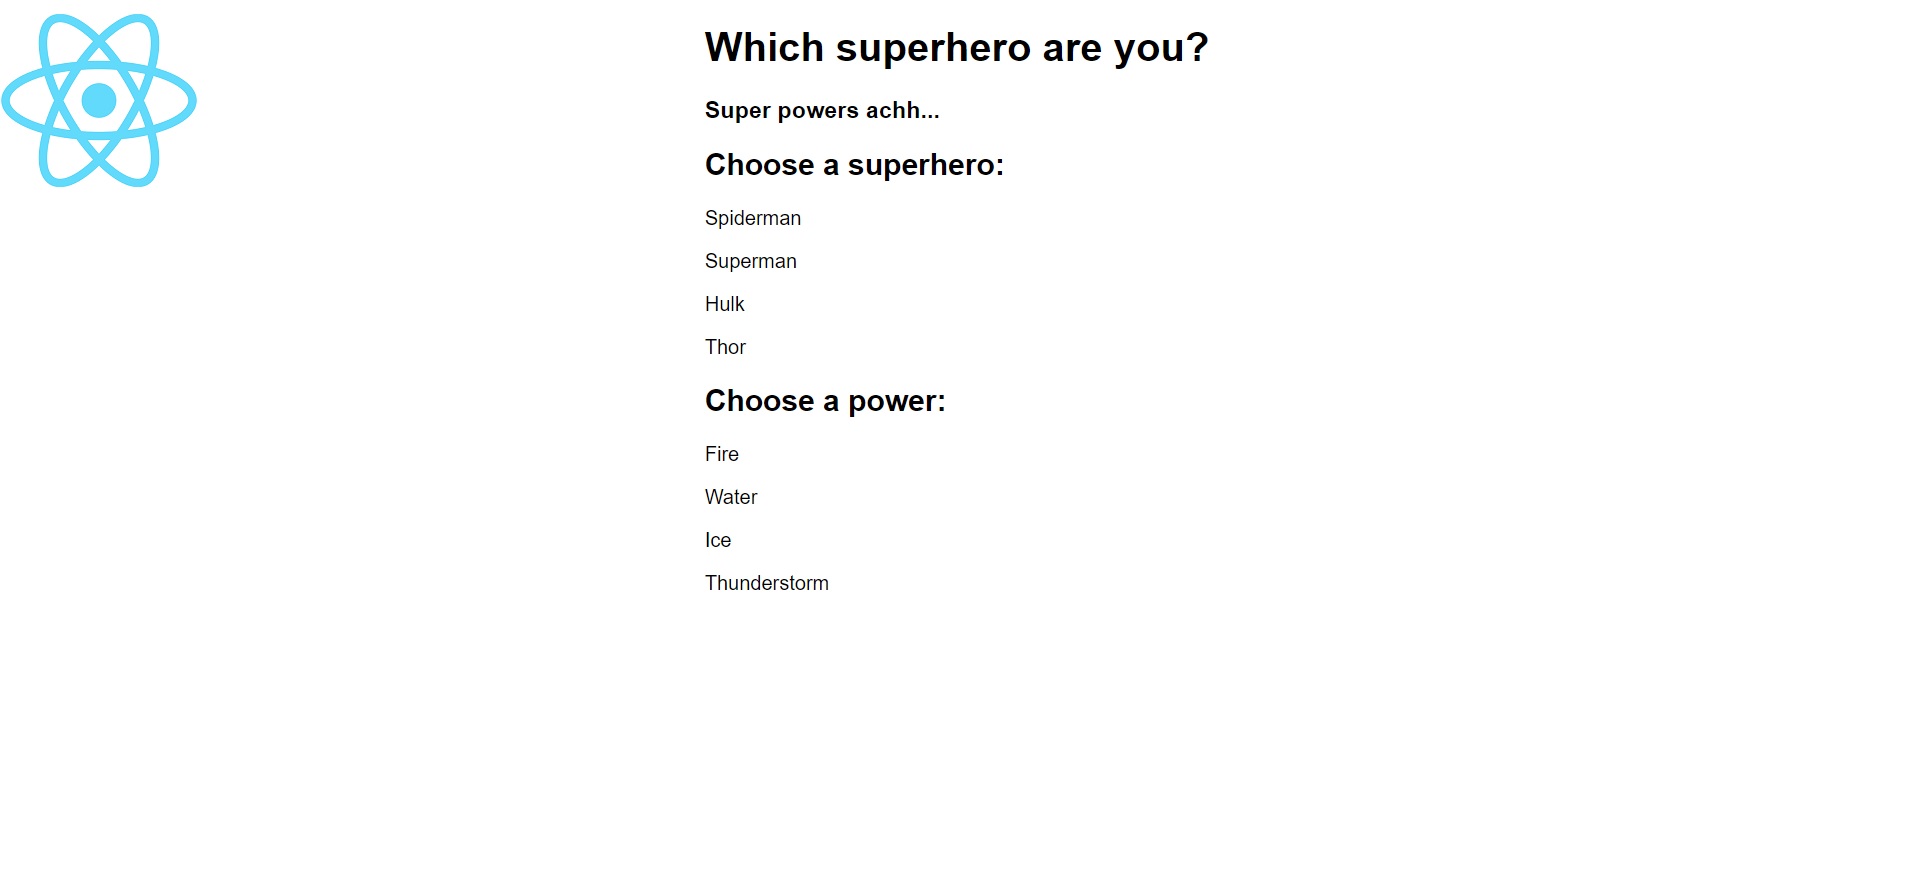 Which superhero are you?
Super powers achh...
Choose a superhero:
Spiderman
Superman
Hulk
Thor
Choose a power:
Fire
Water
Ice
Thunderstorm